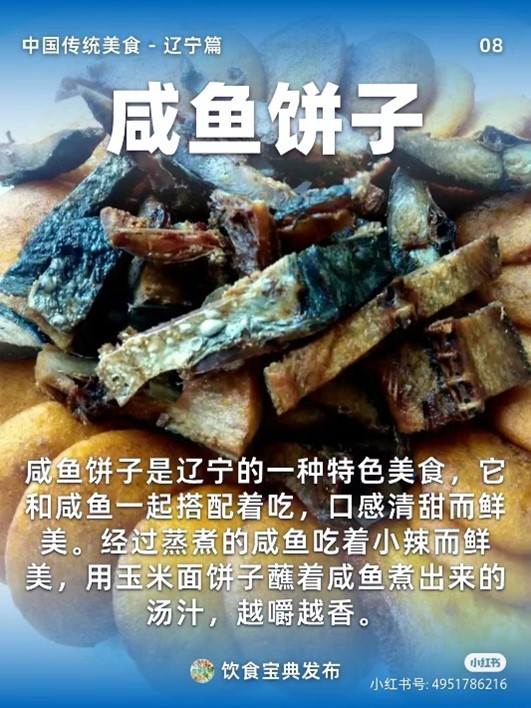 中国传统美食 - 辽宁篇
08
咸鱼饼子
咸鱼饼子是辽宁的一种特色美食，它
和咸鱼一起搭配着吃，口感清甜而鲜
美。经过蒸煮的咸鱼吃着小辣而鲜
美，用玉米面饼子蘸着咸鱼煮出来的
汤汁，越嚼越香。
饮食宝典发布
小红书
小红书号: 4951786216